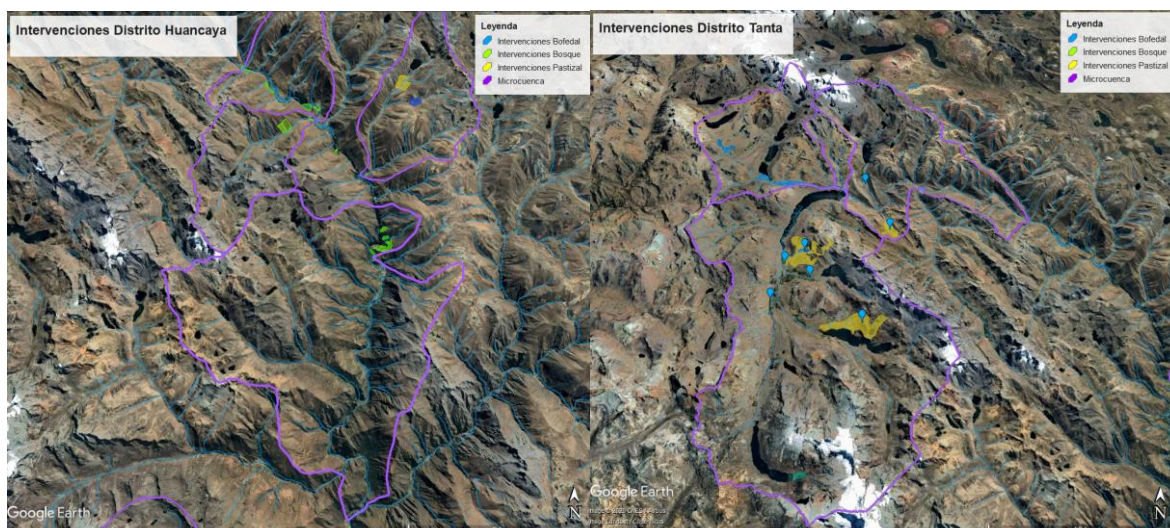 Intervenciones Distrito Huancaya
Leyenda
Intervenciones Bofedal
Intervenciones Bosque
Intervenciones Pastizal
Microcuenca
Google Earth
N
Intervenciones Distrito Tanta
Leyenda
Intervenciones Bofedal
Intervenciones Bosque
Intervenciones Pastizal
Microcuenca
Google Earth
N